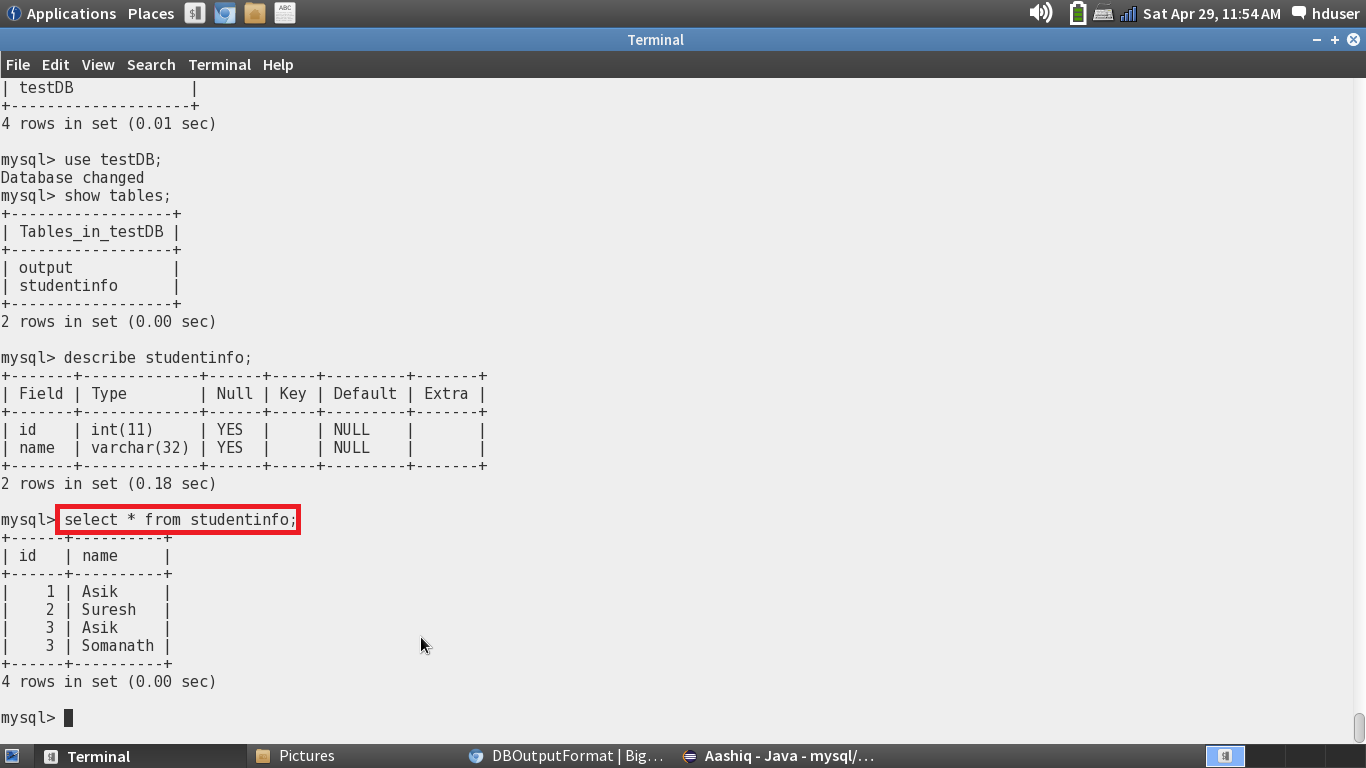 Applications Places ABC Sat Apr 29, 11:54 AM hduser
Terminal
File Edit View Search Terminal Help
| testDB             |
+--------------------+
4 rows in set (0.01 sec)
mysql> use testDB;
Database changed
mysql> show tables;
+------------------+
| Tables_in_testDB |
+------------------+
| output           |
| studentinfo      |
+------------------+
2 rows in set (0.00 sec)
mysql> describe studentinfo;
+-------+-------------+------+-----+---------+-------+
| Field | Type        | Null | Key | Default | Extra |
+-------+-------------+------+-----+---------+-------+
| id    | int(11)     | YES  |     | NULL    |       |
| name  | varchar(32) | YES  |     | NULL    |       |
+-------+-------------+------+-----+---------+-------+
2 rows in set (0.18 sec)
mysql> select * from studentinfo;
+------+----------+
| id   | name     |
+------+----------+
|    1 | Asik     |
|    2 | Suresh   |
|    3 | Asik     |
|    3 | Somanath |
+------+----------+
4 rows in set (0.00 sec)
mysql>
Terminal Pictures DBOutputFormat | Big... Aashiq - Java - mysql/...